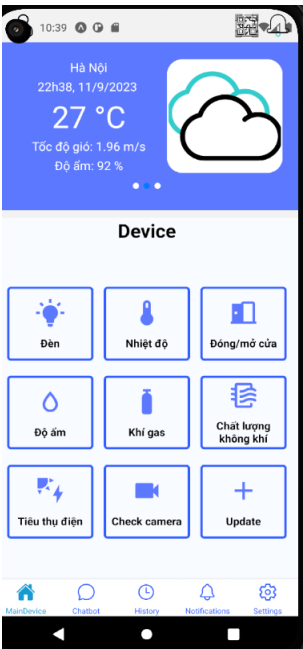 10:39
Hà Nội
22h38, 11/9/2023
27 °C
Tốc độ gió: 1.96 m/s
Độ ẩm: 92 %
Device
Đèn
Nhiệt độ
Đóng/mở cửa
Độ ẩm
Khí gas
Chất lượng
không khí
Tiêu thụ điện
Check camera
Update
MainDevice
Chatbot
History
Notifications
Settings